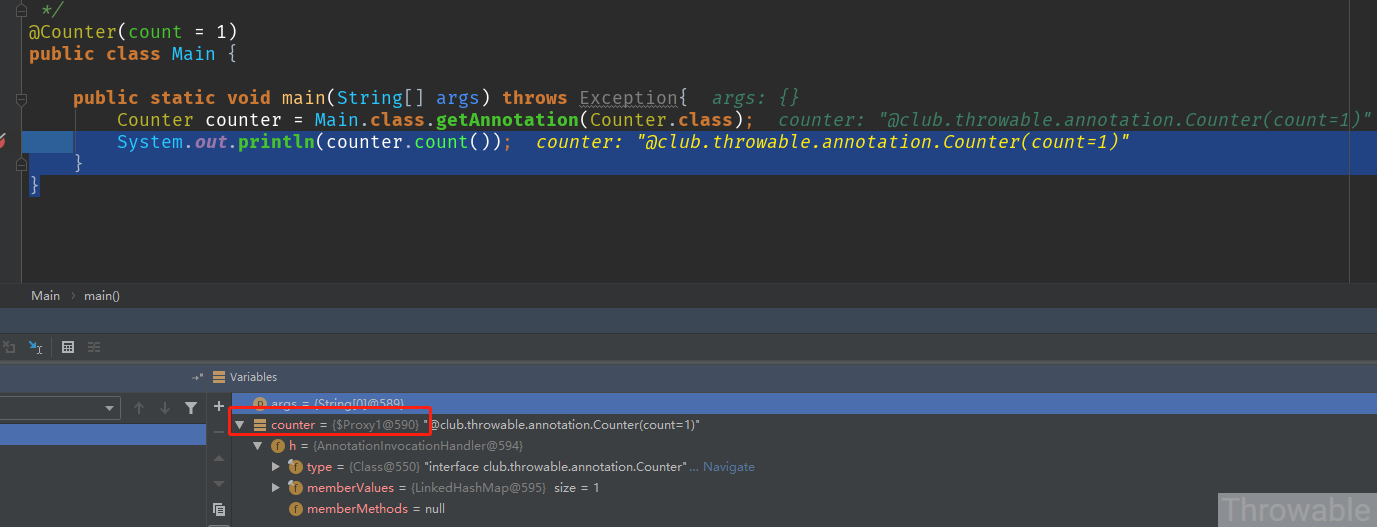 */
@Counter(count = 1)
public class Main {
public static void main(String[] args) throws Exception{ args: {}
Counter counter = Main.class.getAnnotation(Counter.class); counter: "@club.throwable.annotation.Counter(count=1)"
System.out.println(counter.count()); counter: "@club.throwable.annotation.Counter(count=1)"
}
}
Main › main()
Variables
p args = {String[0]@589}
counter = {$Proxy1@590} "@club.throwable.annotation.Counter(count=1)"
f h = {AnnotationInvocationHandler@594}
f type = {Class@550} "interface club.throwable.annotation.Counter"... Navigate
f memberValues = {LinkedHashMap@595} size = 1
f memberMethods = null
Throwable